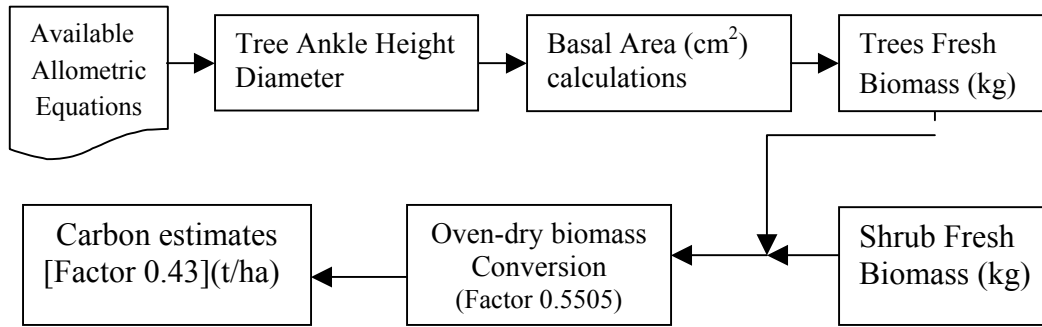 Available
Allometric
Equations
Tree Ankle Height
Diameter
Basal Area (cm²)
calculations
Trees Fresh
Biomass (kg)
Carbon estimates
[Factor 0.43](t/ha)
Oven-dry biomass
Conversion
(Factor 0.5505)
Shrub Fresh
Biomass (kg)